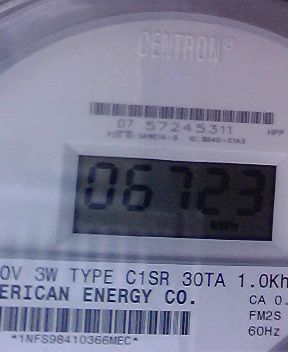 CENTRON®
07 57245311
HPP
06723
kWh
0V 3W TYPE C1SR 30TA 1.0Kh
ERICAN ENERGY CO.
CA 0.
FM2S
60Hz
*1NFS98410366MEC*